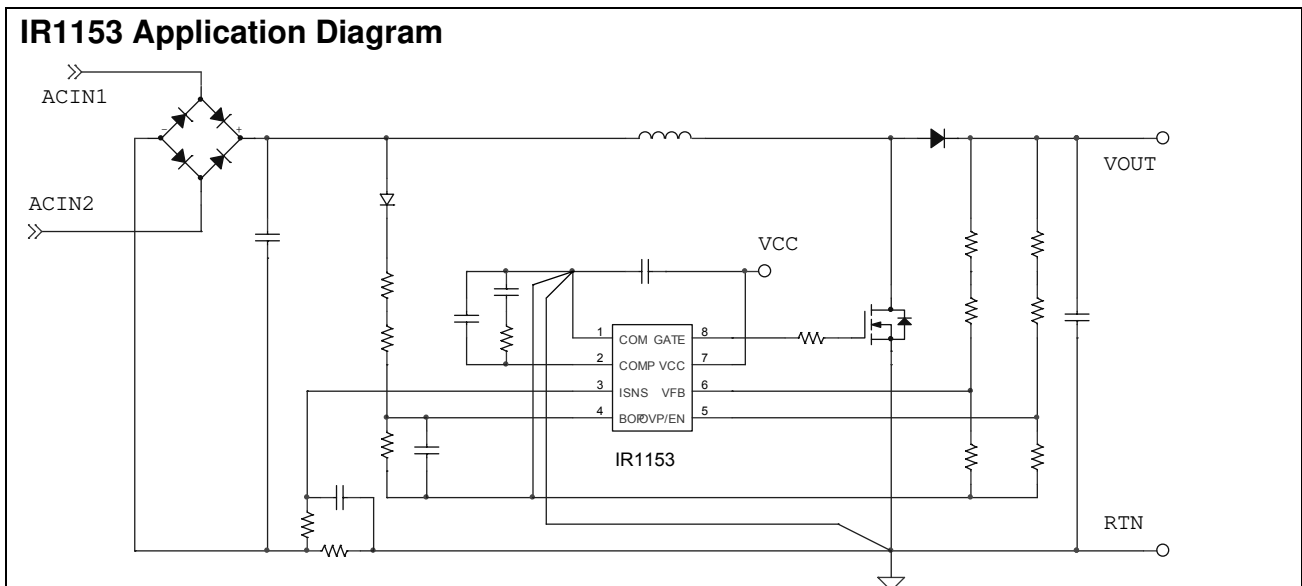 IR1153 Application Diagram
ACIN1
- +
VOUT
ACIN2
VCC
1 COM GATE 8
2 COMP VCC 7
3 ISNS VFB 6
4 BOP OVP/EN 5
IR1153
RTN